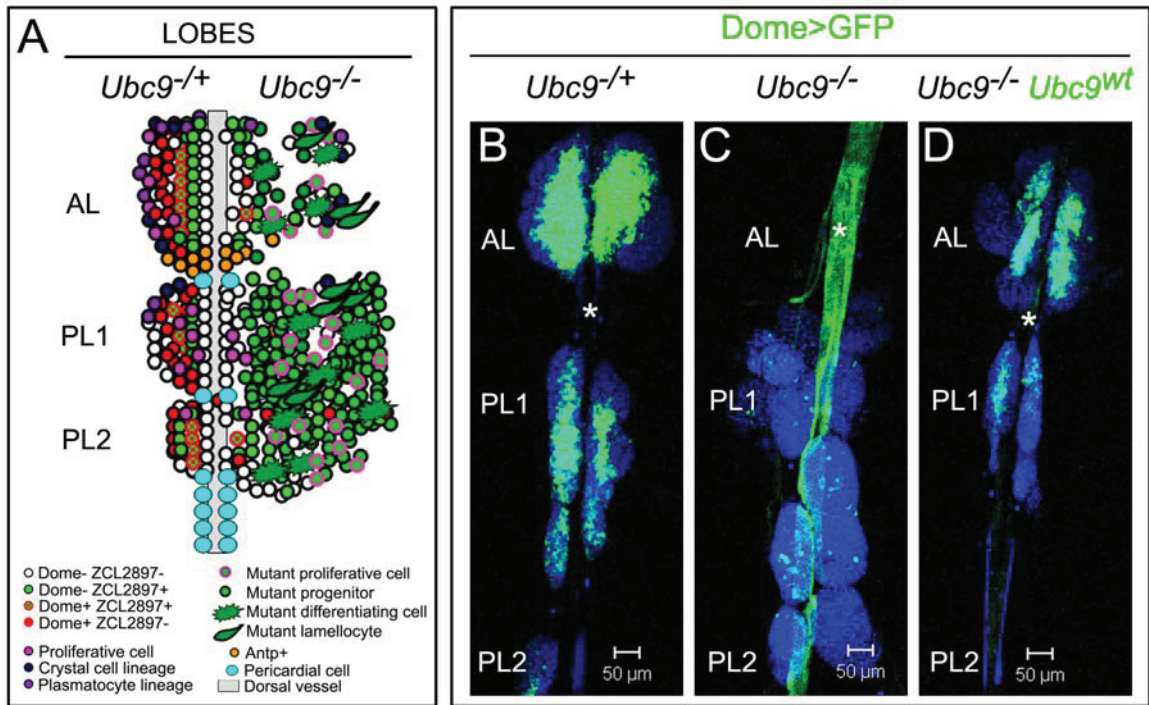 A
LOBES
Ubc9-/+ Ubc9-/-
AL
PL1
PL2
Dome- ZCL2897-
Dome- ZCL2897+
Dome+ ZCL2897+
Dome+ ZCL2897-
Proliferative cell
Crystal cell lineage
Plasmatocyte lineage
Mutant proliferative cell
Mutant progenitor
Mutant differentiating cell
Mutant lamellocyte
Antp+
Pericardial cell
Dorsal vessel
Dome>GFP
Ubc9-/+ Ubc9-/- Ubc9-/- Ubc9wt
B
AL
*
PL1
PL2
50 µm
C
AL
*
PL1
PL2
50 µm
D
AL
*
PL1
PL2
50 µm